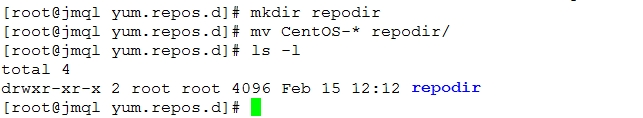 [root@jmql yum.repos.d]# mkdir repodir
[root@jmql yum.repos.d]# mv CentOS-* repodir/
[root@jmql yum.repos.d]# ls -l
total 4
drwxr-xr-x 2 root root 4096 Feb 15 12:12 repodir
[root@jmql yum.repos.d]#